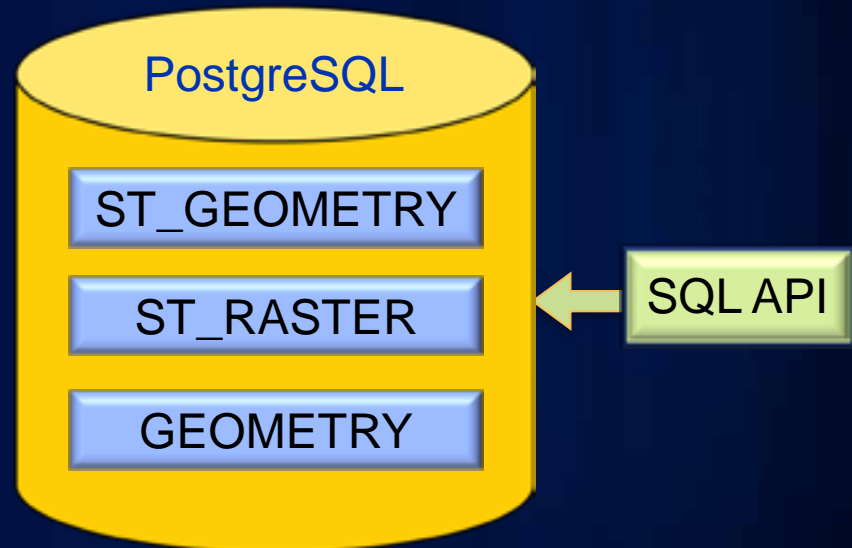 PostgreSQL
ST_GEOMETRY
ST_RASTER
SQL API
GEOMETRY